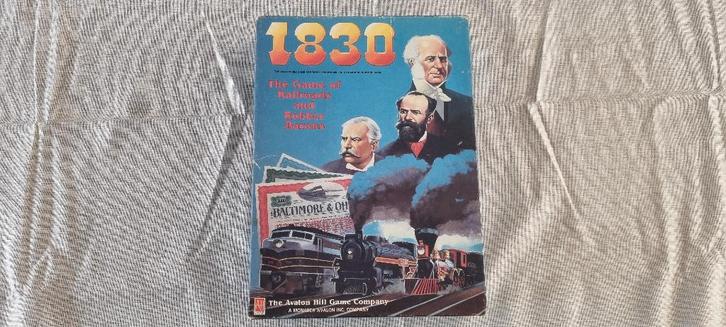 1830
The Game of
Railroads
and
Robber
Barons
BALTIMORE & OH
The Avalon Hill Game Company
A MONARCH AVALON INC. COMPANY